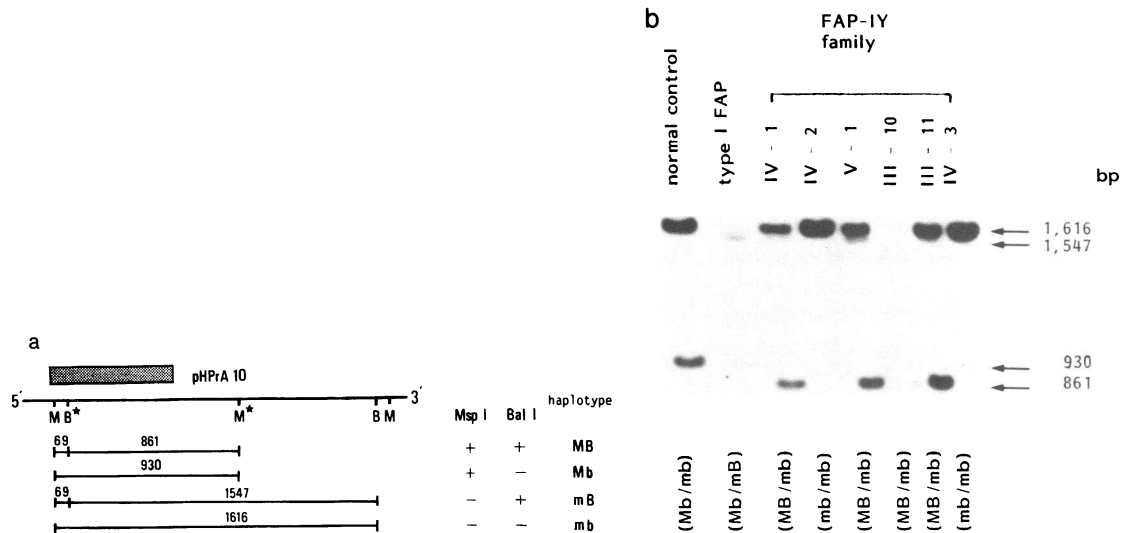 a
pHPrA 10
5´ 3´
M B* M* B M
haplotype
Msp I Bal I
69 861 + + MB
930 + − Mb
69 1547 − + mB
1616 − − mb
b
FAP-IY
family
normal control
type I FAP
IV - 1
IV - 2
V - 1
III - 10
III - 11
IV - 3
bp
1,616
1,547
930
861
(Mb/mb)
(Mb/mB)
(MB/mb)
(mb/mb)
(MB/mb)
(MB/mb)
(MB/mb)
(mb/mb)